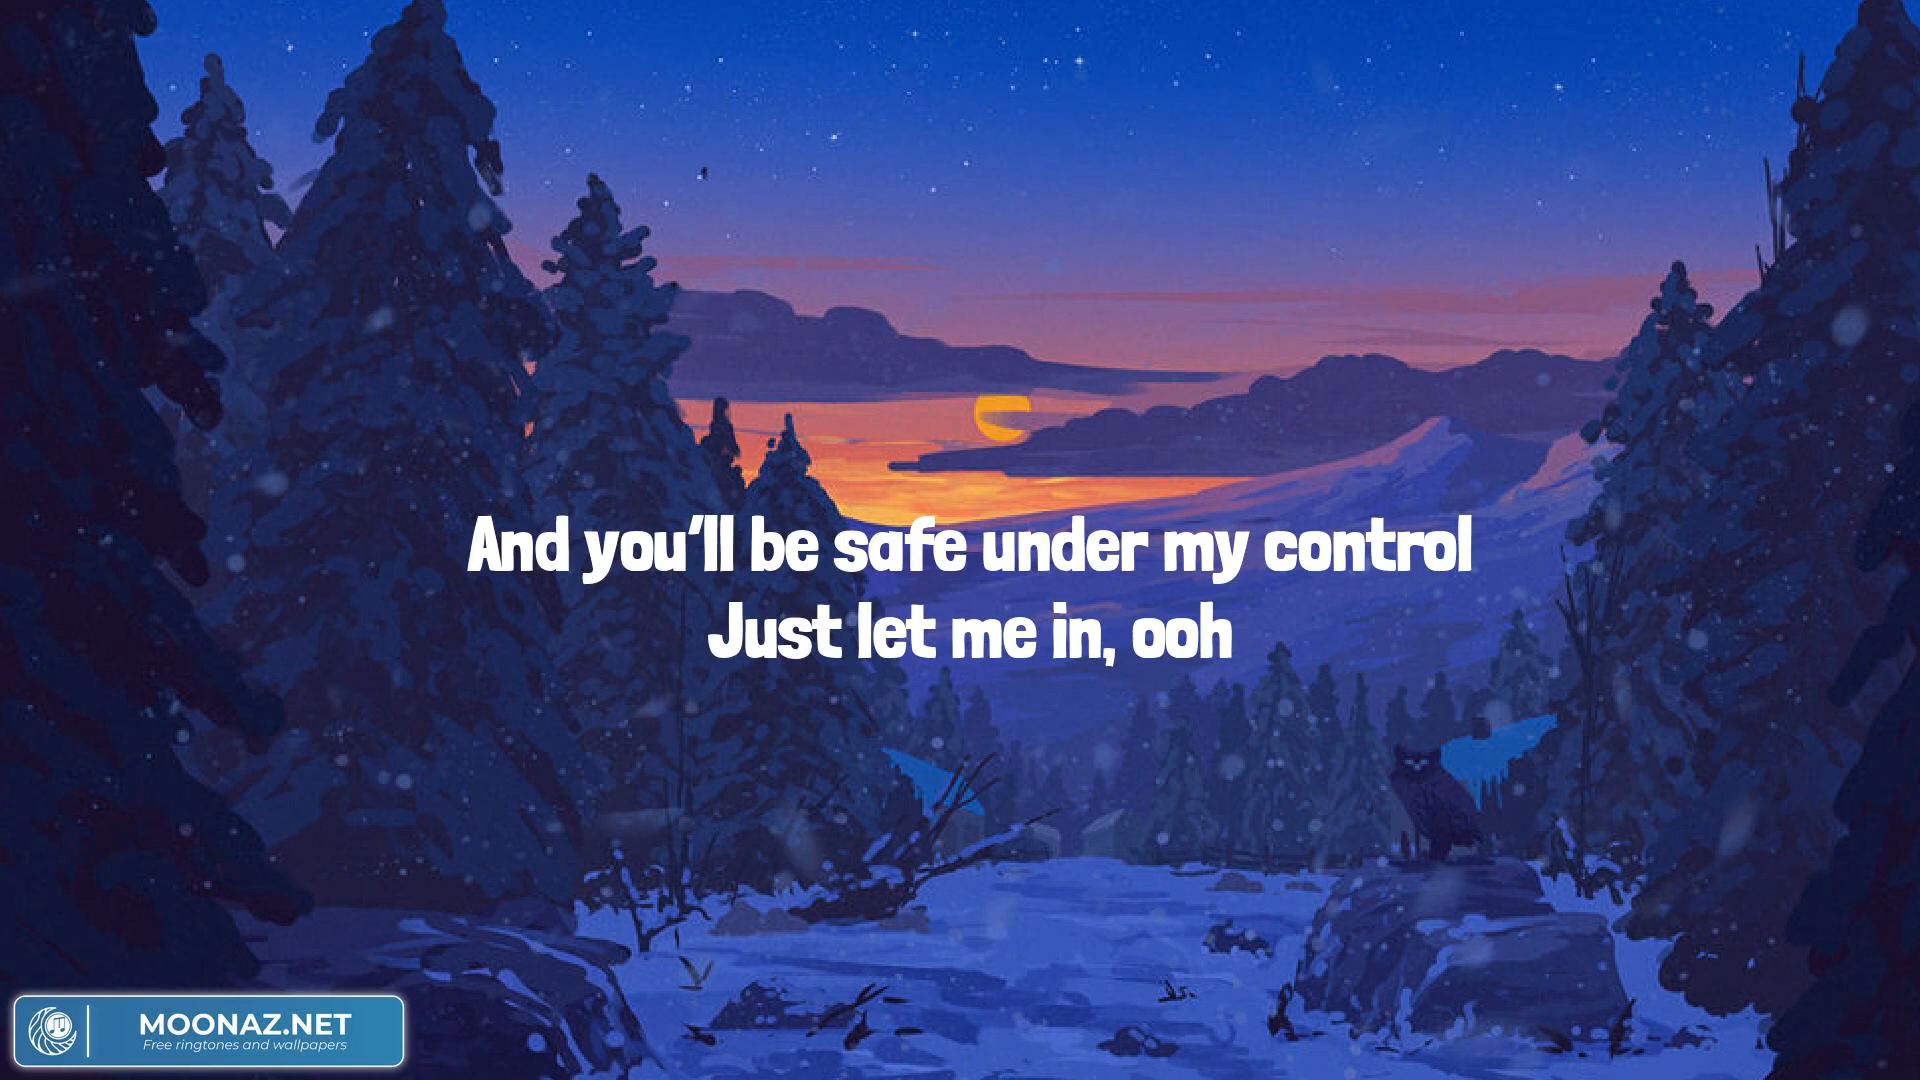 And you'll be safe under my control
Just let me in, ooh
MOONAZ.NET
Free ringtones and wallpapers